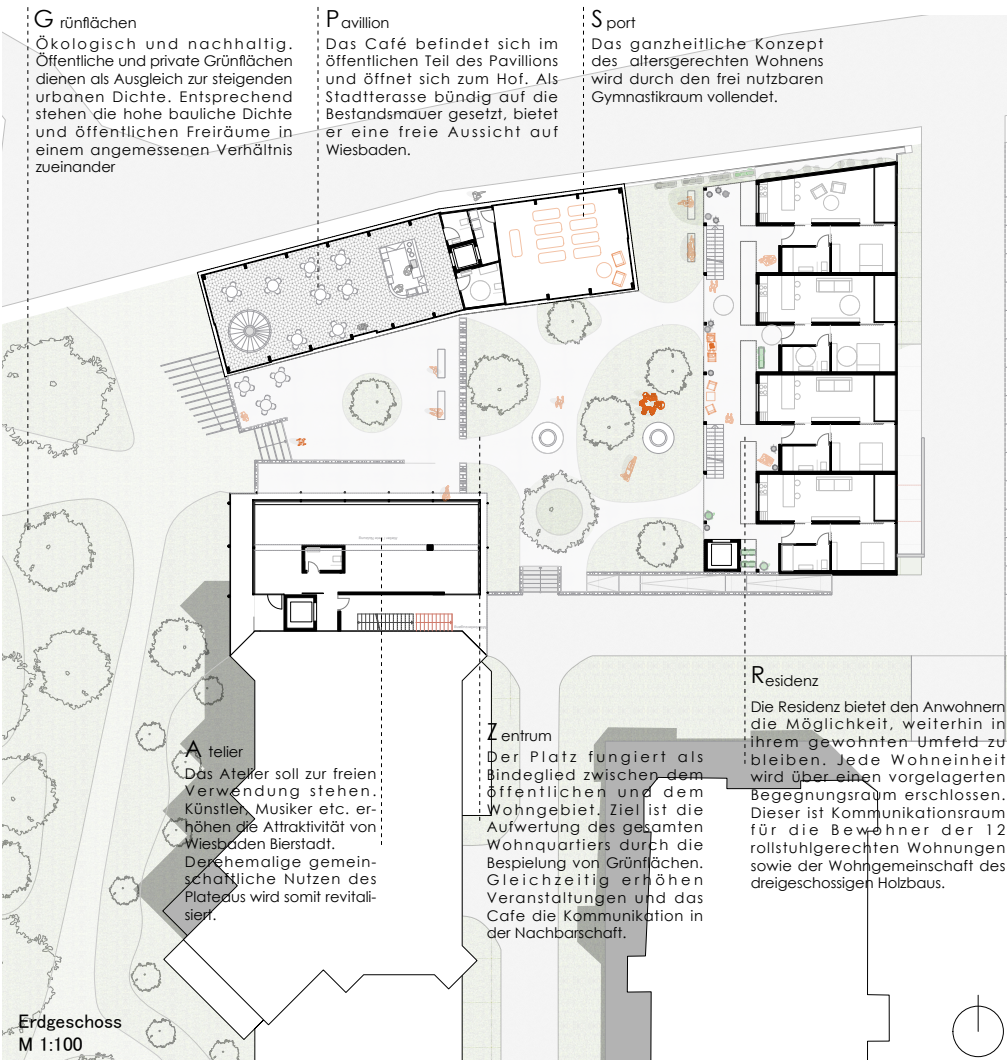 G rünflächen
Ökologisch und nachhaltig.
Öffentliche und private Grünflächen
dienen als Ausgleich zur steigenden
urbanen Dichte. Entsprechend
stehen die hohe bauliche Dichte
und öffentlichen Freiräume in
einem angemessenen Verhältnis
zueinander
Pavillion
Das Café befindet sich im
öffentlichen Teil des Pavillions
und öffnet sich zum Hof. Als
Stadtterasse bündig auf die
Bestandsmauer gesetzt, bietet
er eine freie Aussicht auf
Wiesbaden.
Sport
Das ganzheitliche Konzept
des altersgerechten Wohnens
wird durch den frei nutzbaren
Gymnastikraum vollendet.
A telier
Das Atelier soll zur freien
Verwendung stehen.
Künstler, Musiker etc. er-
höhen die Attraktivität von
Wiesbaden Bierstadt.
Derehemalige gemein-
schaftliche Nutzen des
Plateaus wird somit revitali-
siert.
Z entrum
Der Platz fungiert als
Bindeglied zwischen dem
öffentlichen und dem
Wohngebiet. Ziel ist die
Aufwertung des gesamten
Wohnquartiers durch die
Bespielung von Grünflächen.
Gleichzeitig erhöhen
Veranstaltungen und das
Cafe die Kommunikation in
der Nachbarschaft.
Residenz
Die Residenz bietet den Anwohnern
die Möglichkeit, weiterhin in
ihrem gewohnten Umfeld zu
bleiben. Jede Wohneinheit
wird über einen vorgelagerten
Begegnungsraum erschlossen.
Dieser ist Kommunikationsraum
für die Bewohner der 12
rollstuhlgerechten Wohnungen
sowie der Wohngemeinschaft des
dreigeschossigen Holzbaus.
Erdgeschoss
M 1:100